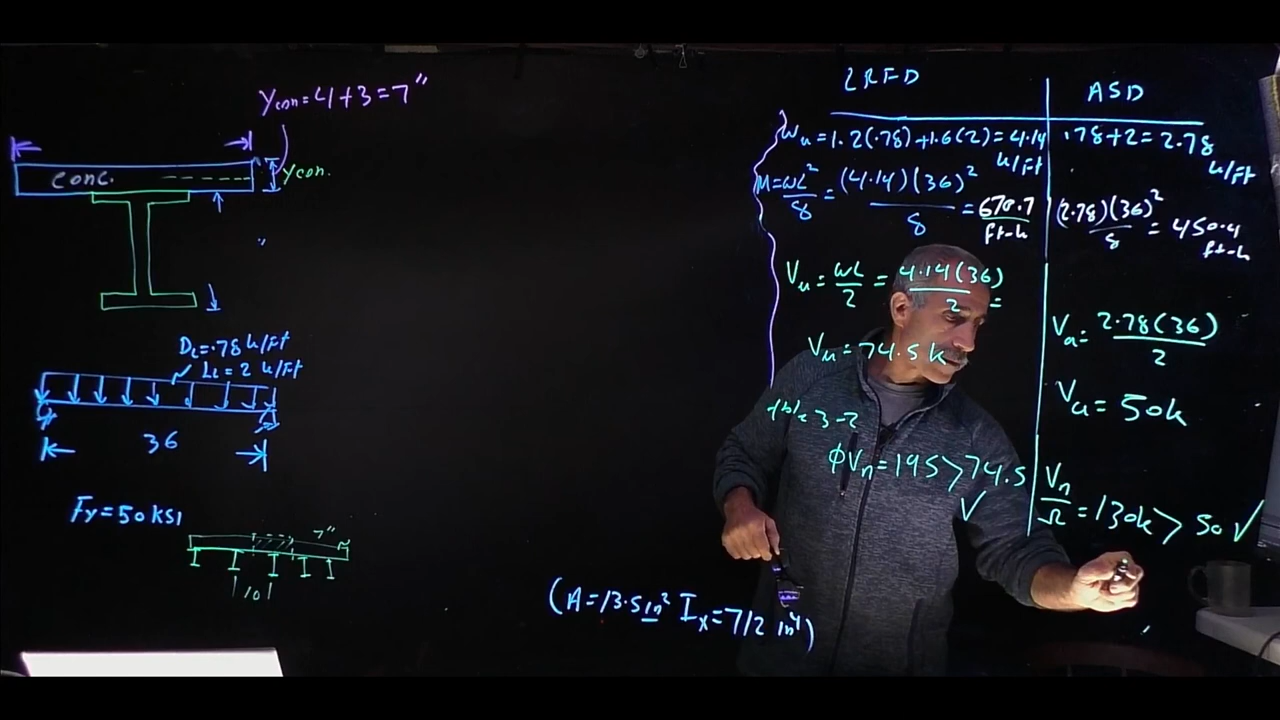 Ycon = 4+3 = 7"
Conc.
Ycon.
DL = .78 k/ft
LL = 2 k/ft
36
Fy = 50 ksi
7"
10
(A = 13.5 in² Ix = 712 in⁴)
LRFD
Wu = 1.2(.78) + 1.6(2) = 4.14 k/ft
M = wL²/8 = (4.14)(36)²/8 = 670.7 ft-k
Vu = wL/2 = 4.14(36)/2 =
Vu = 74.5 k
3-2
φVn = 195 > 74.5 ✓
ASD
.78 + 2 = 2.78 k/ft
(2.78)(36)²/8 = 450.4 ft-k
Va = 2.78(36)/2
Va = 50k
Vn/Ω = 130k > 50 ✓